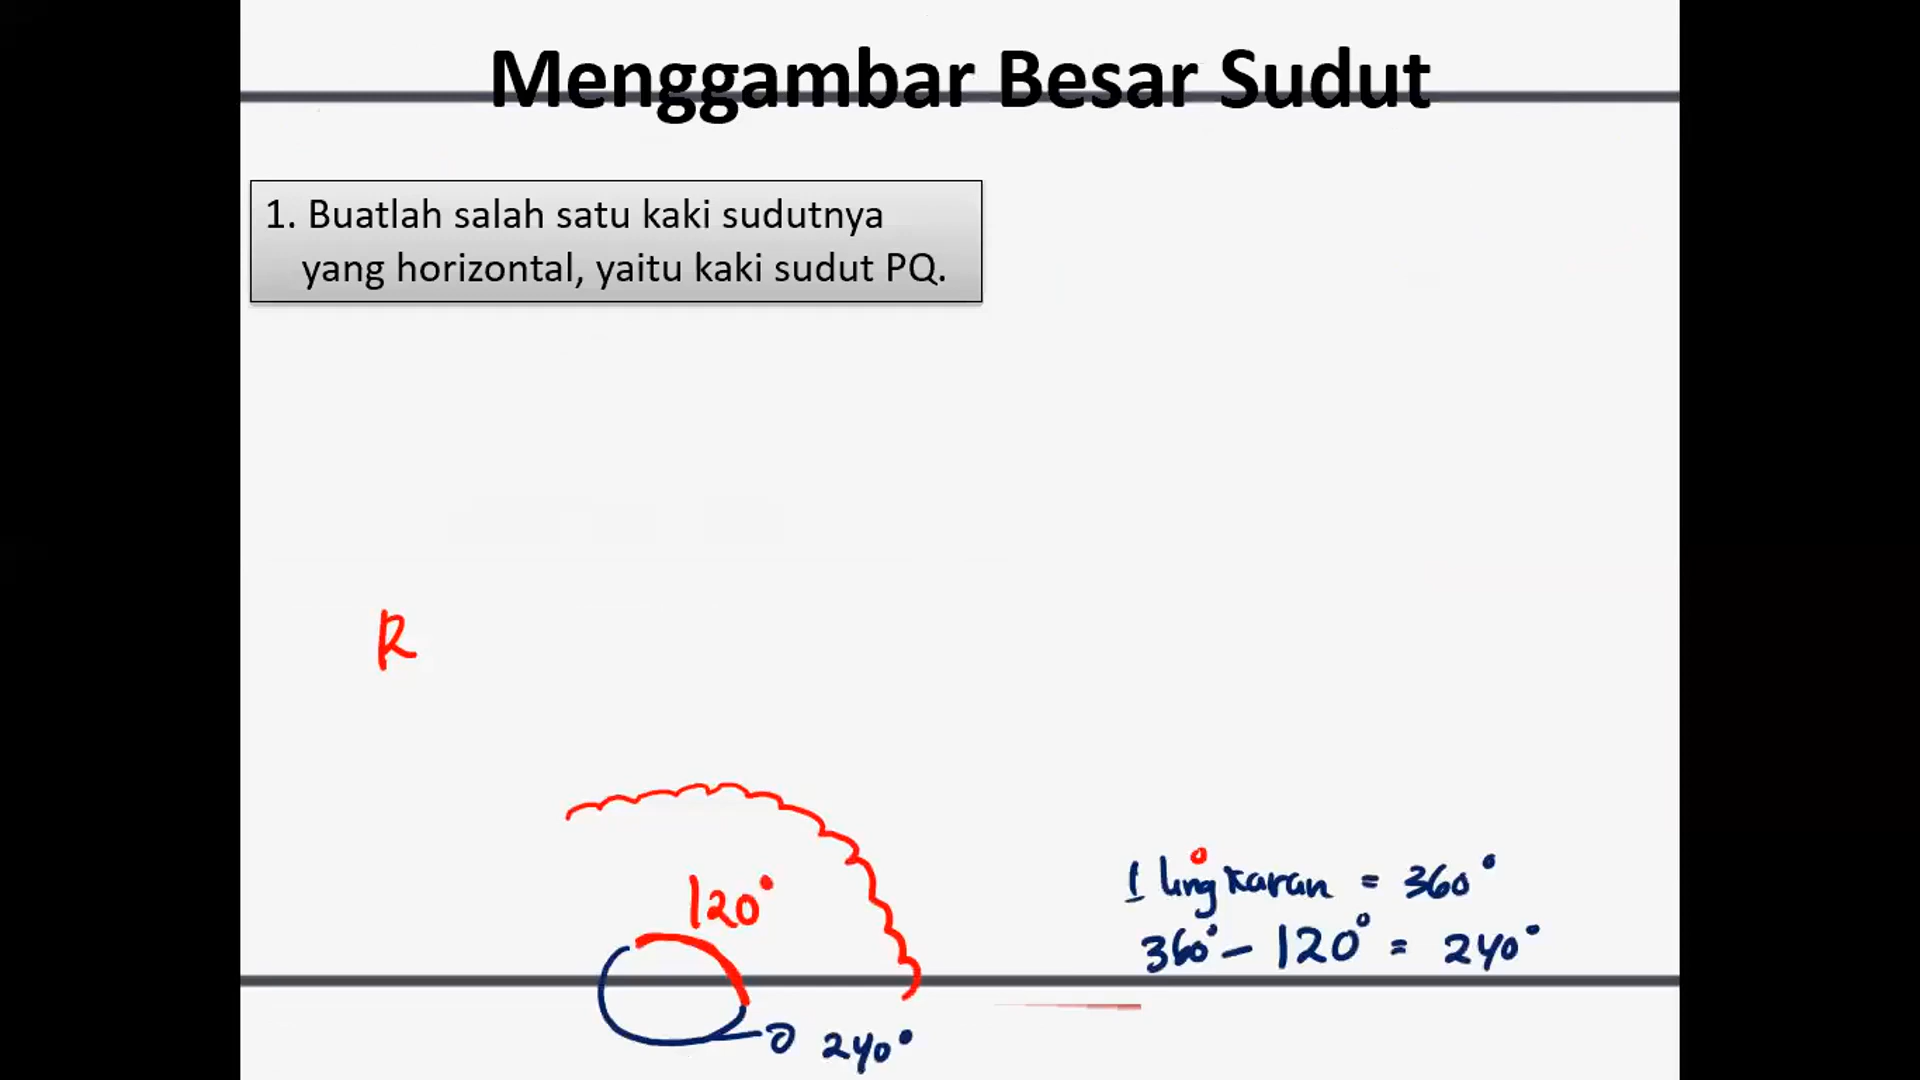 Menggambar Besar Sudut
1. Buatlah salah satu kaki sudutnya
yang horizontal, yaitu kaki sudut PQ.
R
120°
1 lingkaran = 360°
360° - 120° = 240°
240°